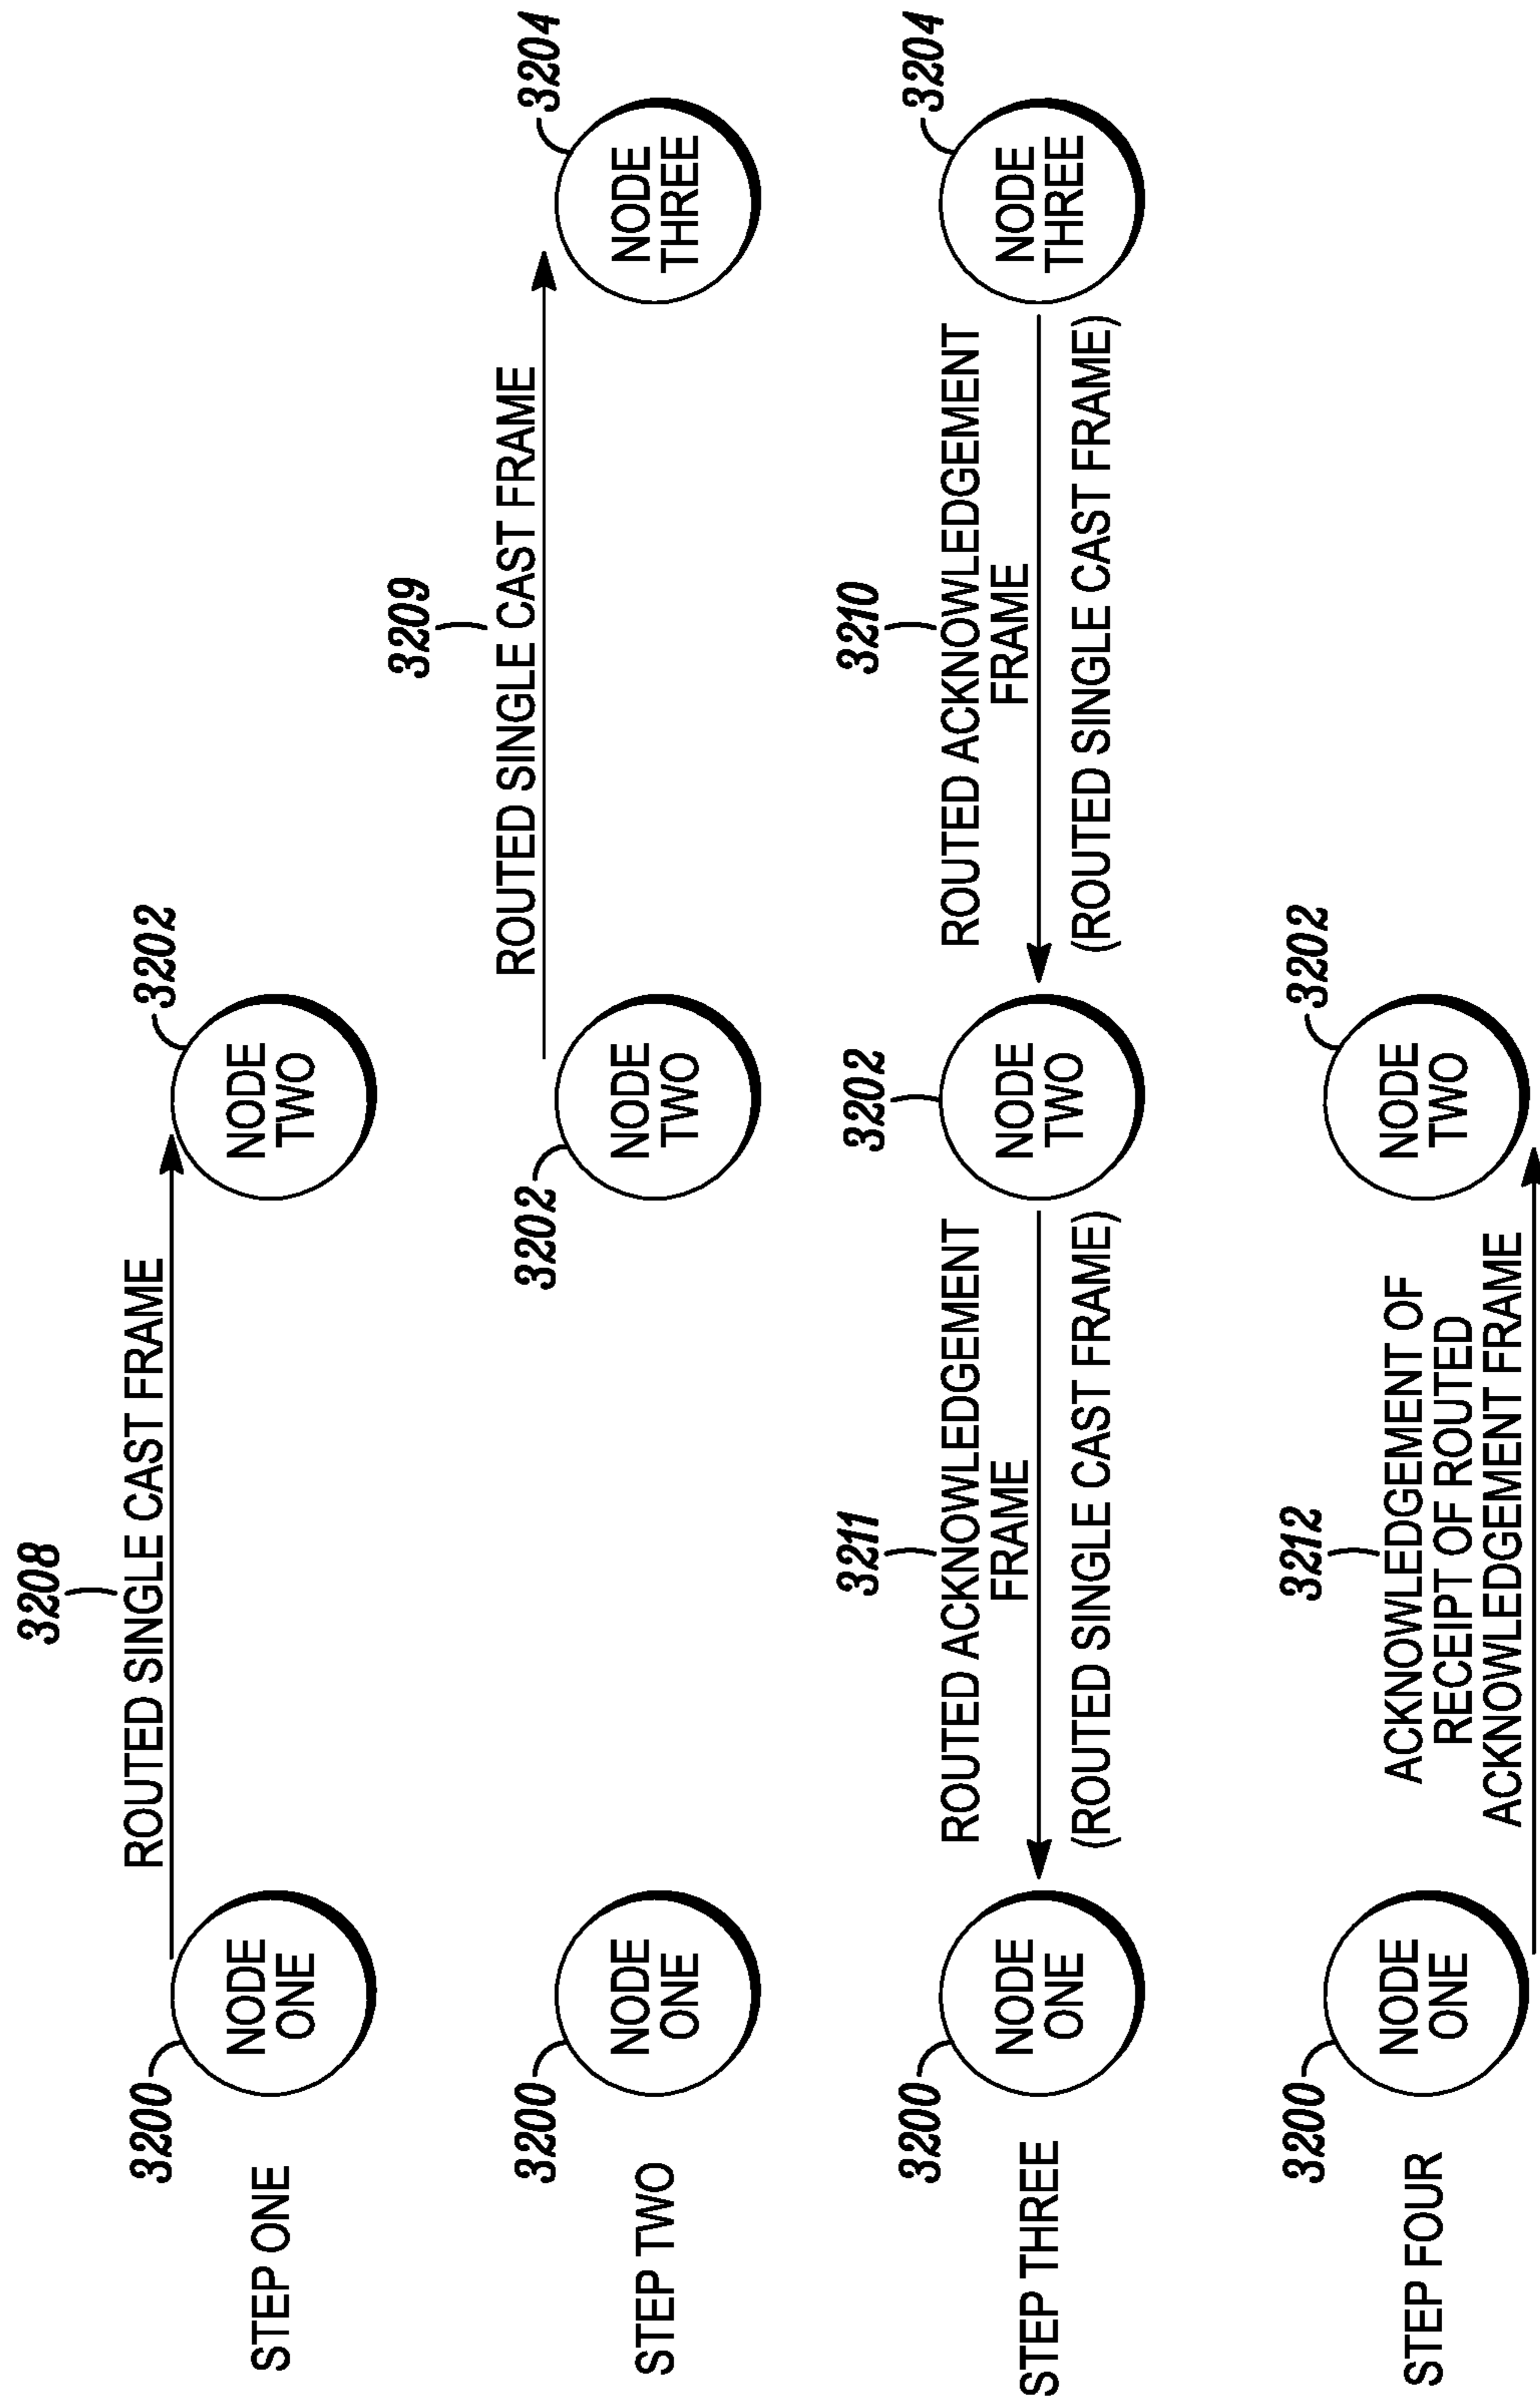 3208
ROUTED SINGLE CAST FRAME
3200
NODE
ONE
3202
NODE
TWO
STEP ONE
3209
ROUTED SINGLE CAST FRAME
3200
NODE
ONE
3202
NODE
TWO
3204
NODE
THREE
STEP TWO
3211
ROUTED ACKNOWLEDGEMENT
FRAME
(ROUTED SINGLE CAST FRAME)
3210
ROUTED ACKNOWLEDGEMENT
FRAME
(ROUTED SINGLE CAST FRAME)
3200
NODE
ONE
3202
NODE
TWO
3204
NODE
THREE
STEP THREE
3212
ACKNOWLEDGEMENT OF
RECEIPT OF ROUTED
ACKNOWLEDGEMENT FRAME
3200
NODE
ONE
3202
NODE
TWO
STEP FOUR